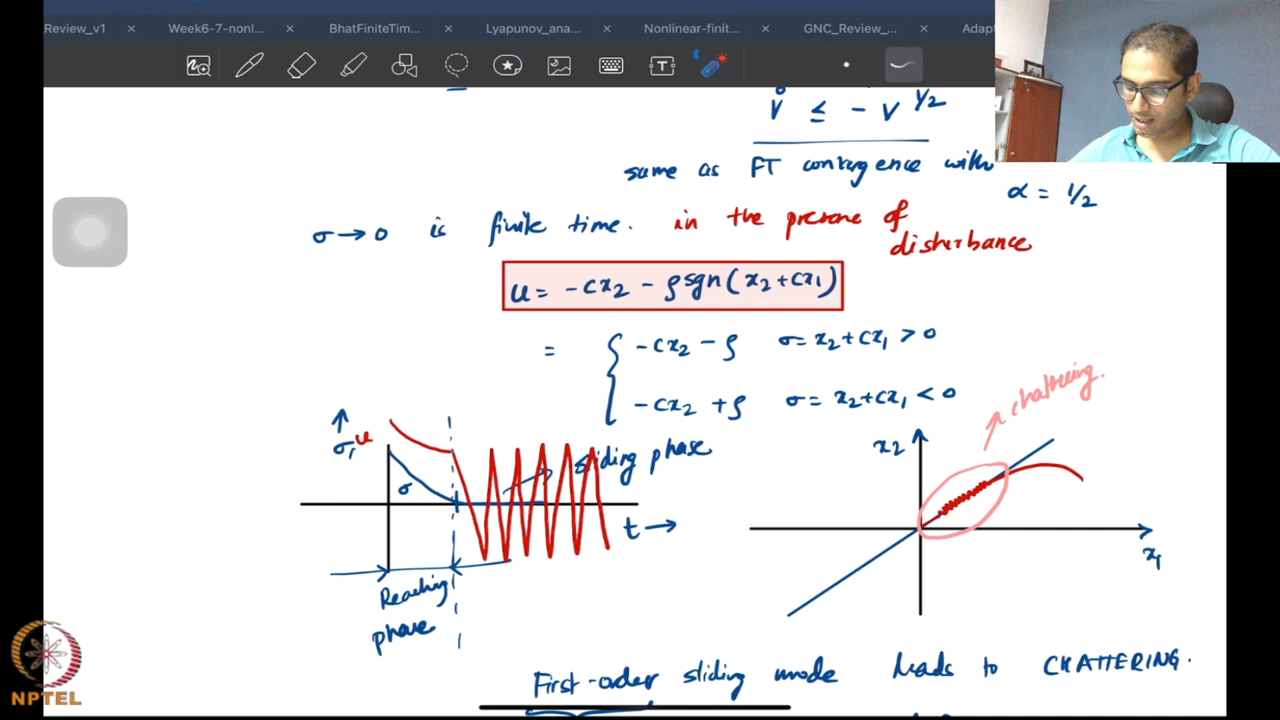 Review_v1
Week6-7-nonl...
BhatFiniteTim...
Lyapunov_ana...
Nonlinear-finit...
GNC_Review_...
Adapt
V̇ ≤ - V^1/2
same as FT convergence with
α = 1/2
σ → 0 is finite time. in the presence of
disturbance
u = -cx₂ - ρsgn(x₂+cx₁)
= { -cx₂ - ρ σ = x₂+cx₁ > 0
-cx₂ + ρ σ = x₂+cx₁ < 0
chattering.
σ, u
σ
sliding phase
t →
x₂
x₁
Reaching
phase
First-order sliding mode leads to CHATTERING.
NPTEL